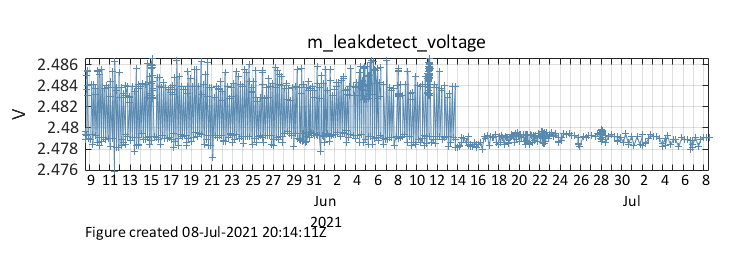 m_leakdetect_voltage
2.486
2.484
2.482
2.48
2.478
2.476
V
9 11 13 15 17 19 21 23 25 27 29 31 2 4 6 8 10 12 14 16 18 20 22 24 26 28 30 2 4 6 8
Jun Jul
2021
Figure created 08-Jul-2021 20:14:11Z